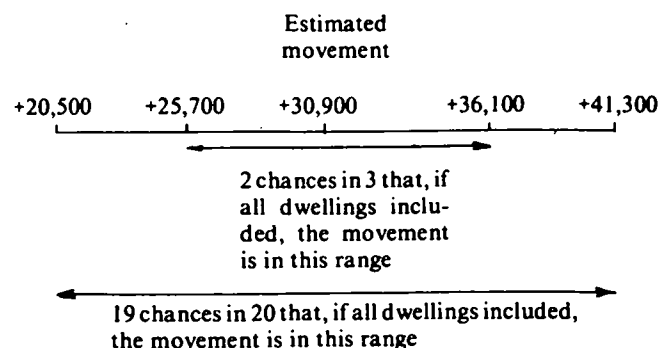 Estimated
movement
+20,500 +25,700 +30,900 +36,100 +41,300
2 chances in 3 that, if
all dwellings inclu-
ded, the movement
is in this range
19 chances in 20 that, if all dwellings included,
the movement is in this range